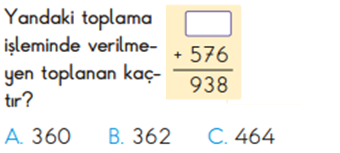 Yandaki toplama
işleminde verilme-
yen toplanan kaç-
tır?
+ 576
938
A. 360 B. 362 C. 464